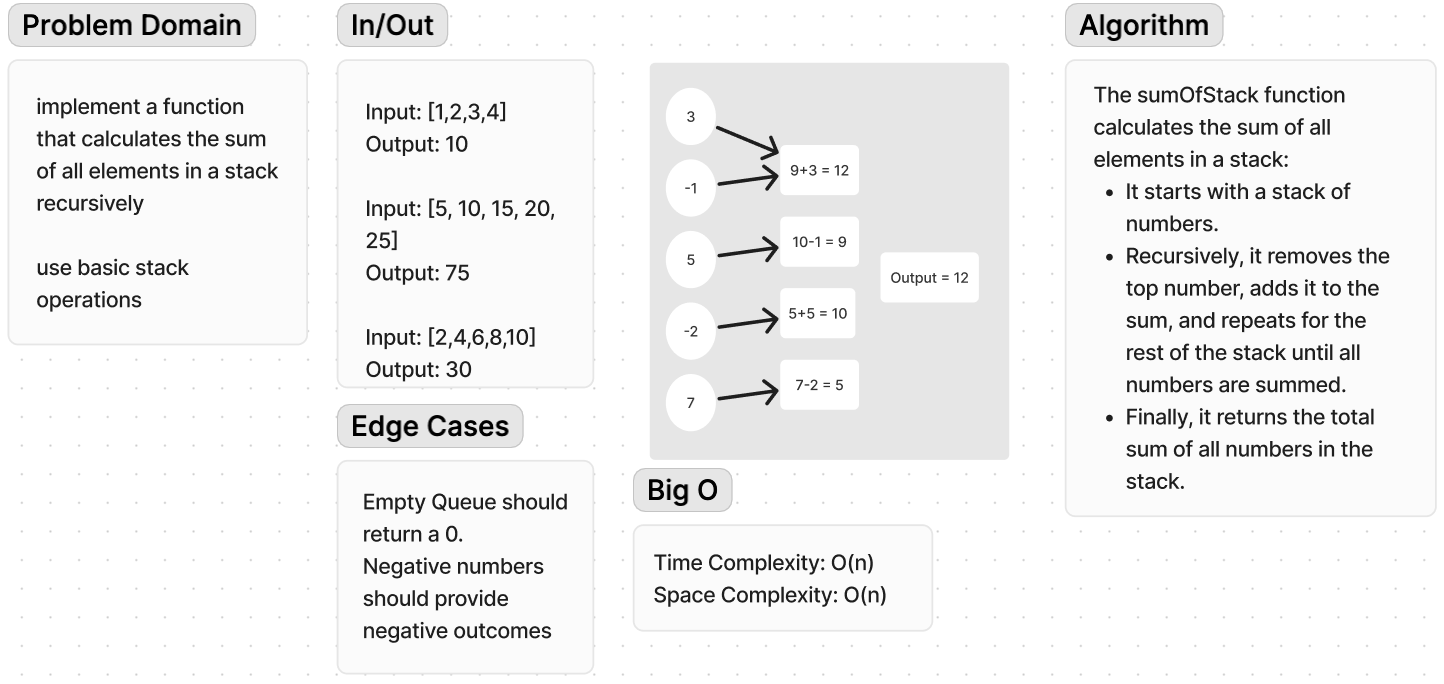 Problem Domain
implement a function
that calculates the sum
of all elements in a stack
recursively
use basic stack
operations
In/Out
Input: [1,2,3,4]
Output: 10
Input: [5, 10, 15, 20,
25]
Output: 75
Input: [2,4,6,8,10]
Output: 30
Edge Cases
Empty Queue should
return a 0.
Negative numbers
should provide
negative outcomes
3
-1
5
-2
7
9+3 = 12
10-1 = 9
5+5 = 10
7-2 = 5
Output = 12
Big O
Time Complexity: O(n)
Space Complexity: O(n)
Algorithm
The sumOfStack function
calculates the sum of all
elements in a stack:
• It starts with a stack of
numbers.
• Recursively, it removes the
top number, adds it to the
sum, and repeats for the
rest of the stack until all
numbers are summed.
• Finally, it returns the total
sum of all numbers in the
stack.